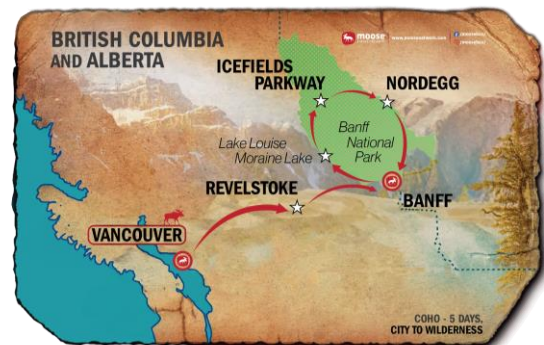 BRITISH COLUMBIA
AND ALBERTA
moose
ICEFIELDS
PARKWAY
NORDEGG
Lake Louise
Moraine Lake
Banff
National
Park
REVELSTOKE
BANFF
VANCOUVER
COHO - 5 DAYS,
CITY TO WILDERNESS